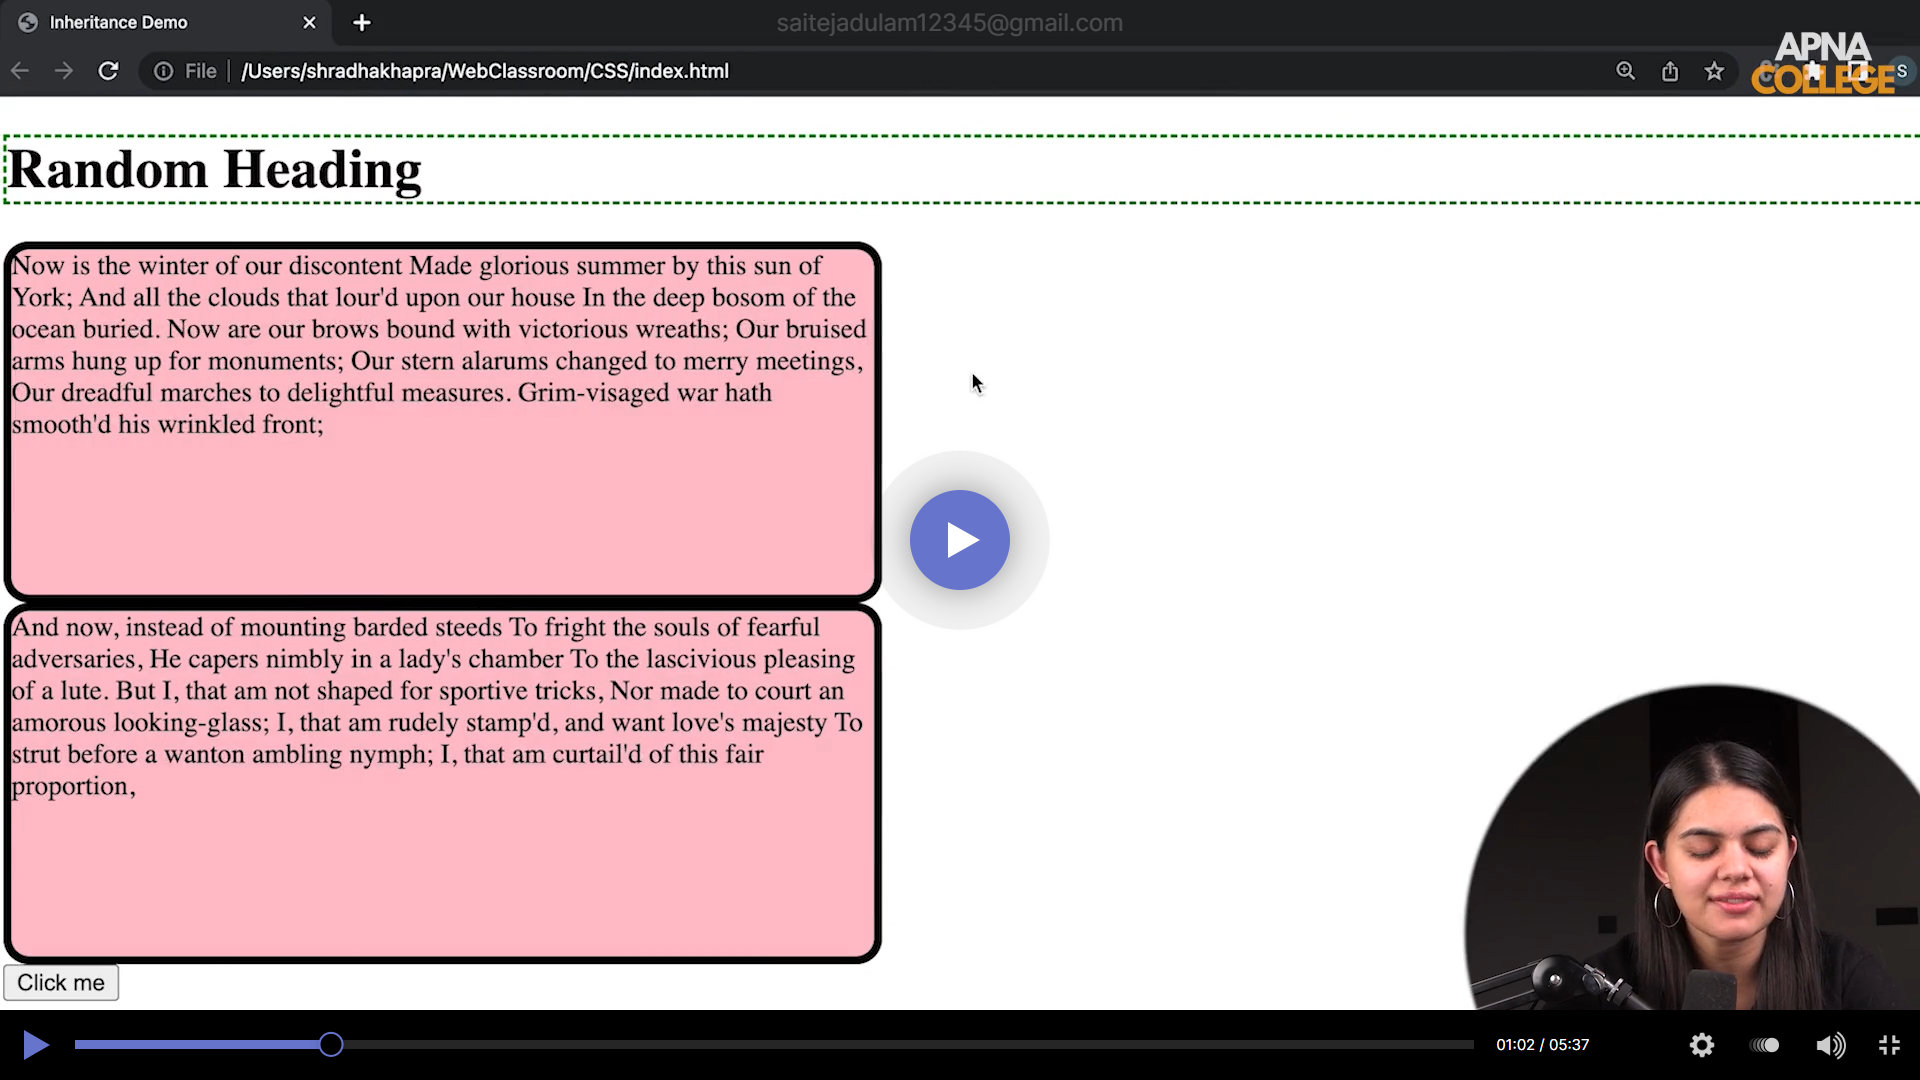 Inheritance Demo
saitejadulam12345@gmail.com
APNA
COLLEGE
File
/Users/shradhakhapra/WebClassroom/CSS/index.html
S
Random Heading
Now is the winter of our discontent Made glorious summer by this sun of
York; And all the clouds that lour'd upon our house In the deep bosom of the
ocean buried. Now are our brows bound with victorious wreaths; Our bruised
arms hung up for monuments; Our stern alarums changed to merry meetings,
Our dreadful marches to delightful measures. Grim-visaged war hath
smooth'd his wrinkled front;
And now, instead of mounting barded steeds To fright the souls of fearful
adversaries, He capers nimbly in a lady's chamber To the lascivious pleasing
of a lute. But I, that am not shaped for sportive tricks, Nor made to court an
amorous looking-glass; I, that am rudely stamp'd, and want love's majesty To
strut before a wanton ambling nymph; I, that am curtail'd of this fair
proportion,
Click me
01:02 / 05:37